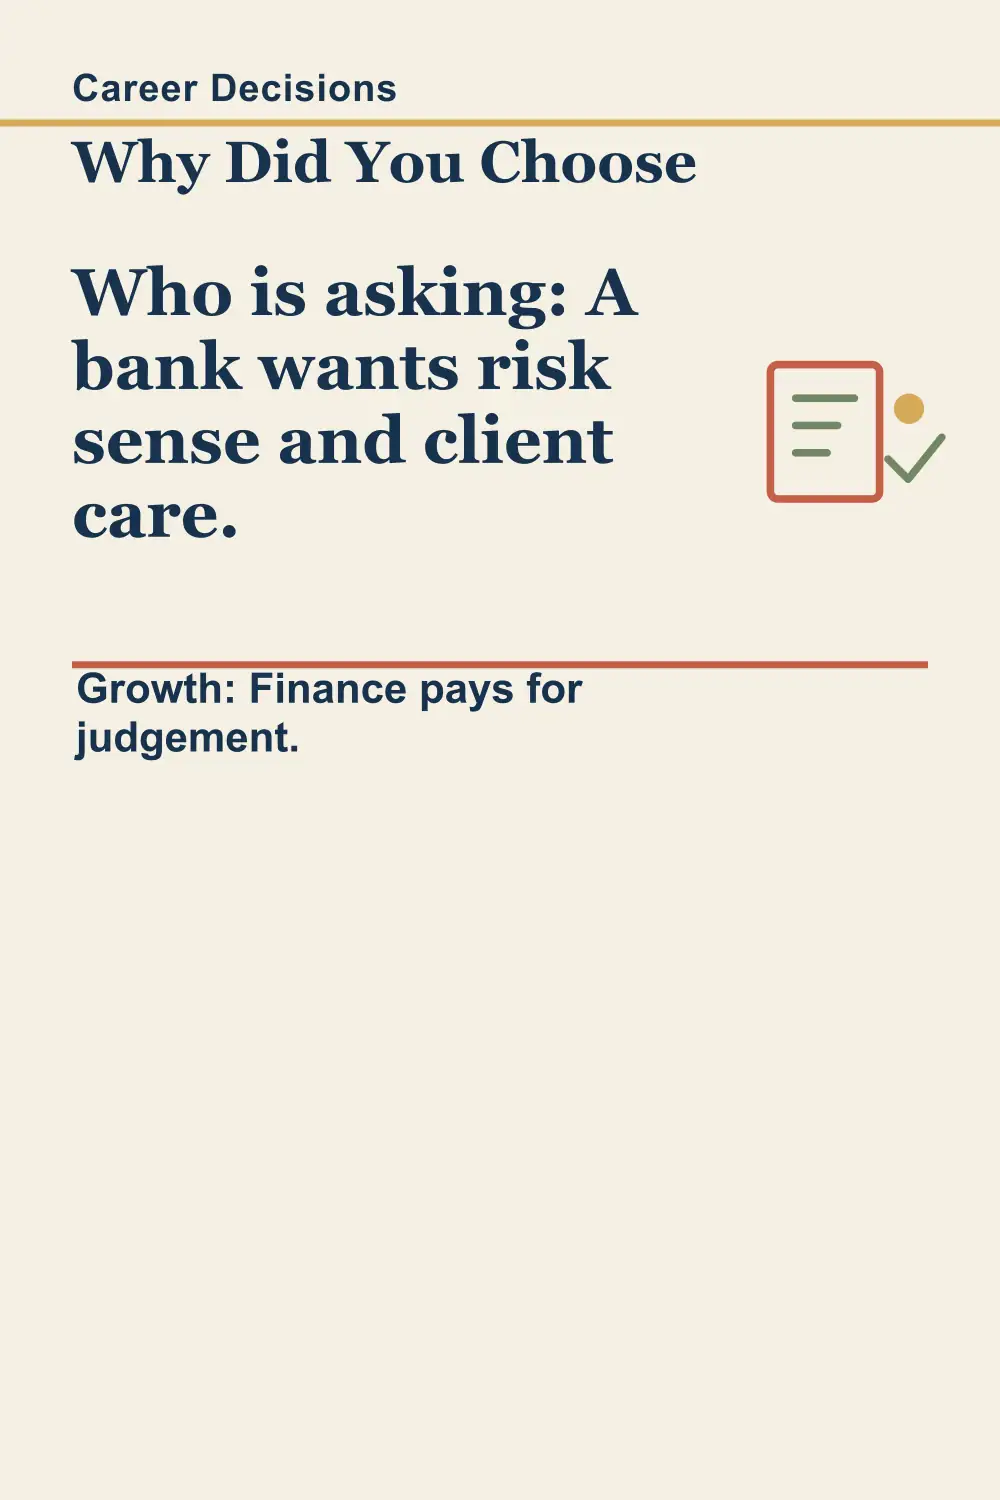 Career Decisions
Why Did You Choose
Who is asking: A
bank wants risk
sense and client
care.
Growth: Finance pays for
judgement.